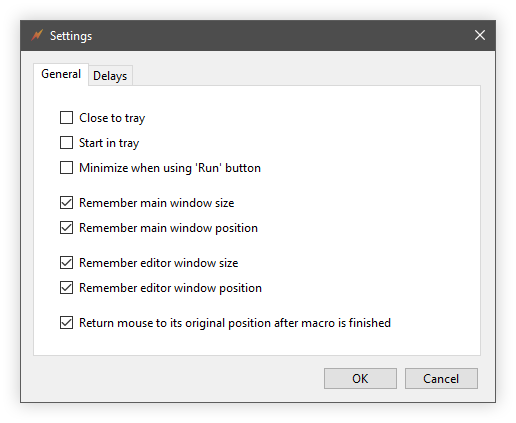 Settings
General
Delays
Close to tray
Start in tray
Minimize when using 'Run' button
Remember main window size
Remember main window position
Remember editor window size
Remember editor window position
Return mouse to its original position after macro is finished
OK
Cancel